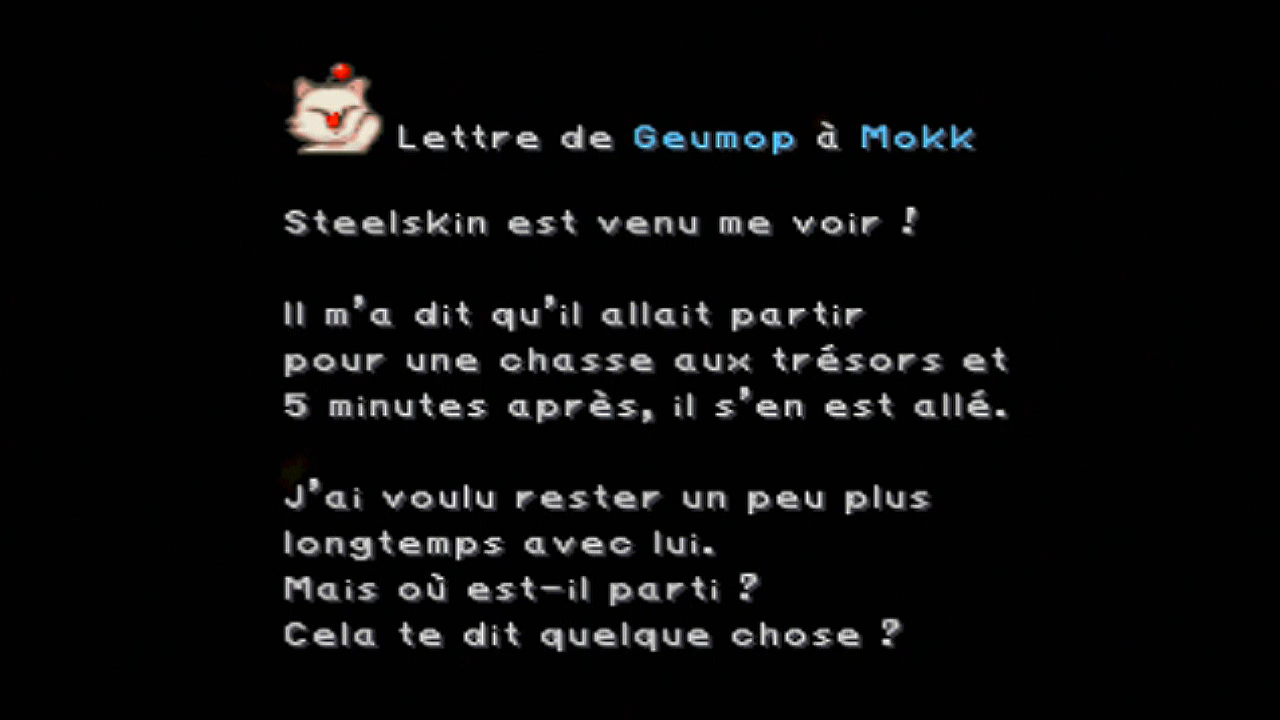 Lettre de Geumop à Mokk
Steelskin est venu me voir !
Il m'a dit qu'il allait partir
pour une chasse aux trésors et
5 minutes après, il s'en est allé.
J'ai voulu rester un peu plus
longtemps avec lui.
Mais où est-il parti ?
Cela te dit quelque chose ?